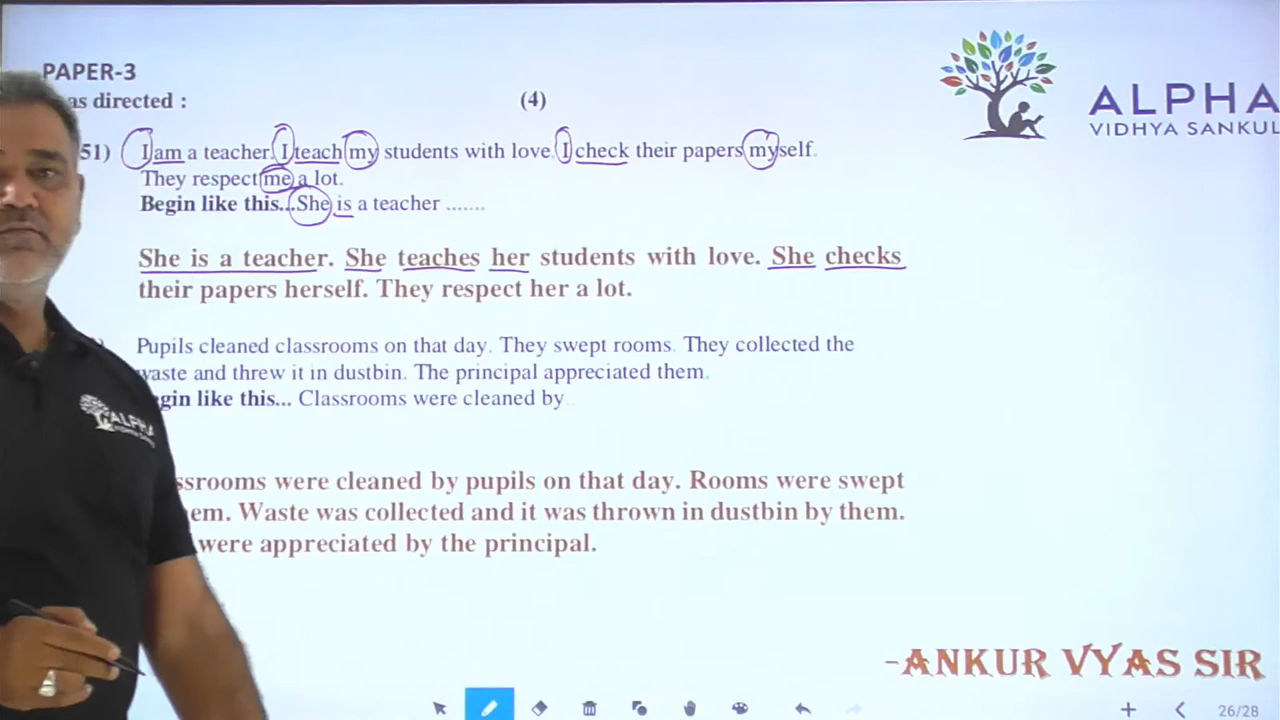 PAPER-3
as directed : (4)
51) I am a teacher. I teach my students with love. I check their papers myself.
They respect me a lot.
Begin like this...She is a teacher .......
She is a teacher. She teaches her students with love. She checks
their papers herself. They respect her a lot.
Pupils cleaned classrooms on that day. They swept rooms. They collected the
waste and threw it in dustbin. The principal appreciated them.
gin like this... Classrooms were cleaned by..
ssrooms were cleaned by pupils on that day. Rooms were swept
em. Waste was collected and it was thrown in dustbin by them.
were appreciated by the principal.
ALPHA
VIDHYA SANKUL
ALPHA
VIDHYA SANKUL
-ANKUR VYAS SIR
26/28